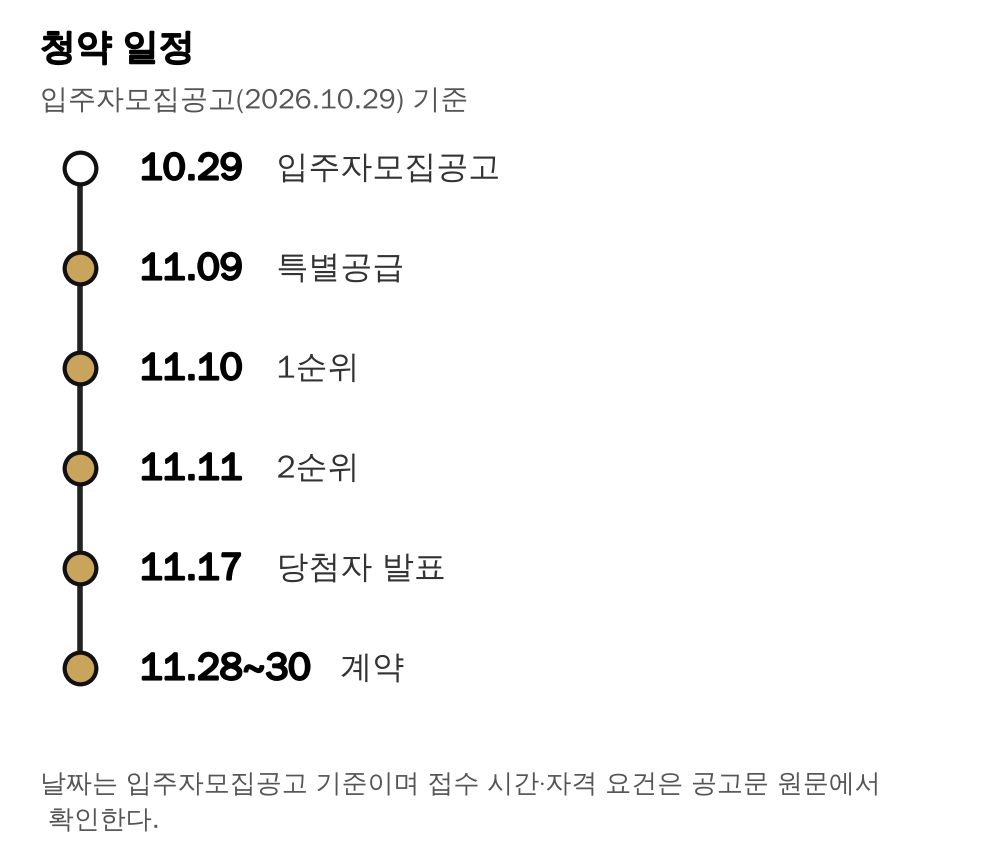 청약 일정
입주자모집공고(2026.10.29) 기준
10.29 입주자모집공고
11.09 특별공급
11.10 1순위
11.11 2순위
11.17 당첨자 발표
11.28~30 계약
날짜는 입주자모집공고 기준이며 접수 시간·자격 요건은 공고문 원문에서
확인한다.